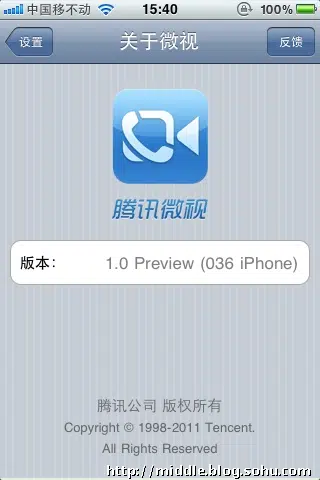 中国移不动 15:40 100%
设置 关于微视 反馈
腾讯微视
版本： 1.0 Preview (036 iPhone)
腾讯公司 版权所有
Copyright © 1998-2011 Tencent.
All Rights Reserved
http://middle.blog.sohu.com